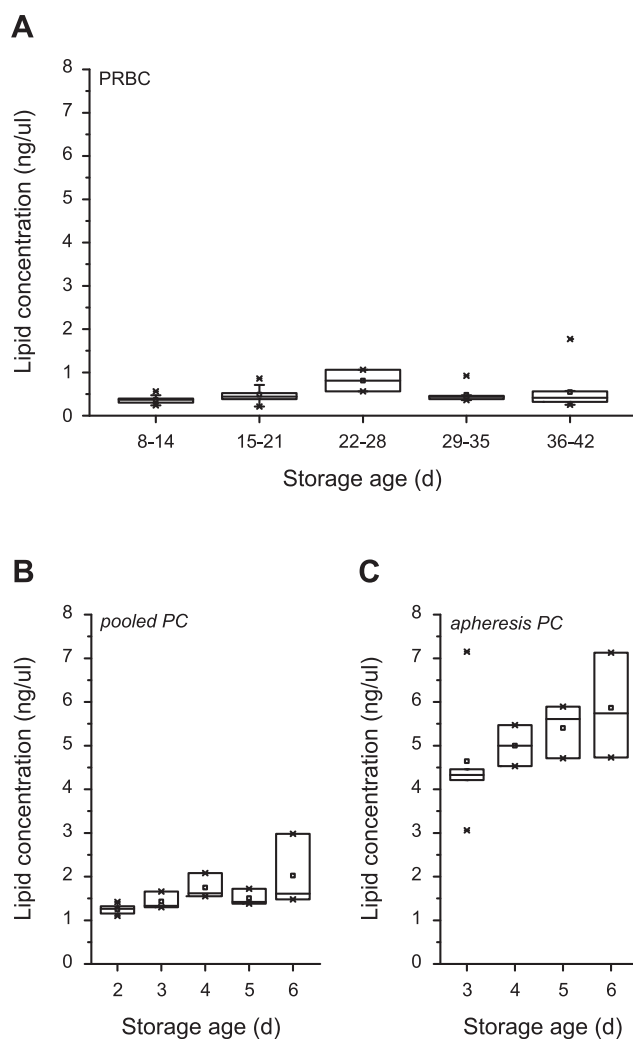 A
PRBC
Lipid concentration (ng/ul)
8
7
6
5
4
3
2
1
0
8-14 15-21 22-28 29-35 36-42
Storage age (d)
B
pooled PC
Lipid concentration (ng/ul)
8
7
6
5
4
3
2
1
0
2 3 4 5 6
Storage age (d)
C
apheresis PC
Lipid concentration (ng/ul)
8
7
6
5
4
3
2
1
0
3 4 5 6
Storage age (d)